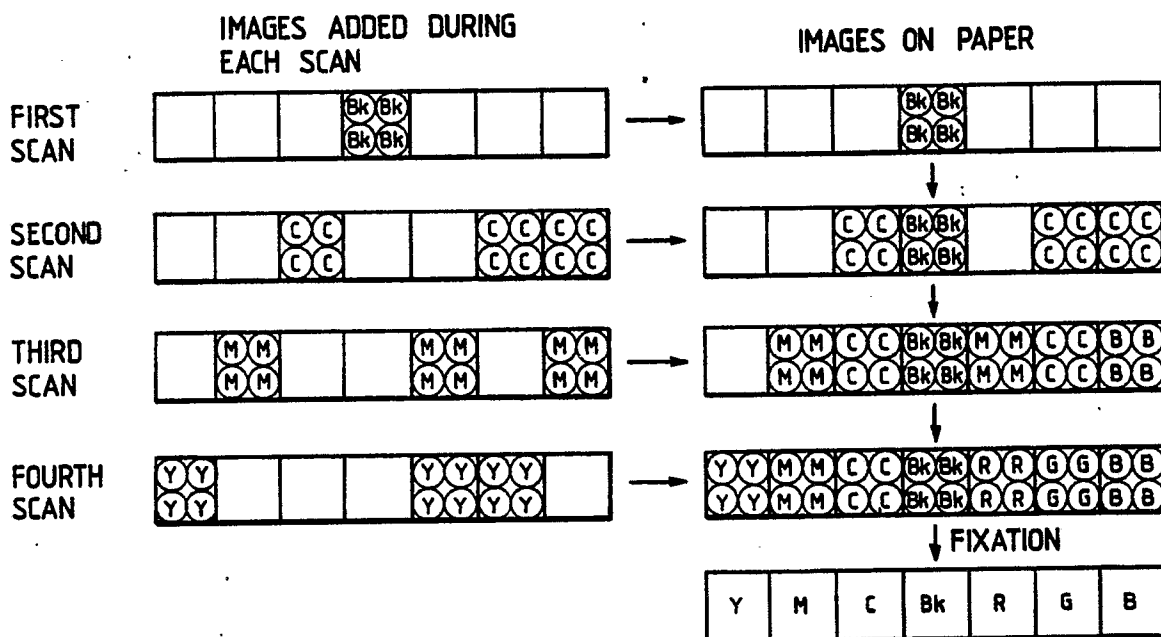 IMAGES ADDED DURING
EACH SCAN
IMAGES ON PAPER
FIRST
SCAN
Bk Bk
Bk Bk
Bk Bk
Bk Bk
SECOND
SCAN
C C C C C C
C C C C C C
C C Bk Bk C C C C
C C Bk Bk C C C C
THIRD
SCAN
M M M M M M
M M M M M M
M M C C Bk Bk M M C C B B
M M C C Bk Bk M M C C B B
FOURTH
SCAN
Y Y Y Y Y Y
Y Y Y Y Y Y
Y Y M M C C Bk Bk R R G G B B
Y Y M M C C Bk Bk R R G G B B
FIXATION
Y M C Bk R G B